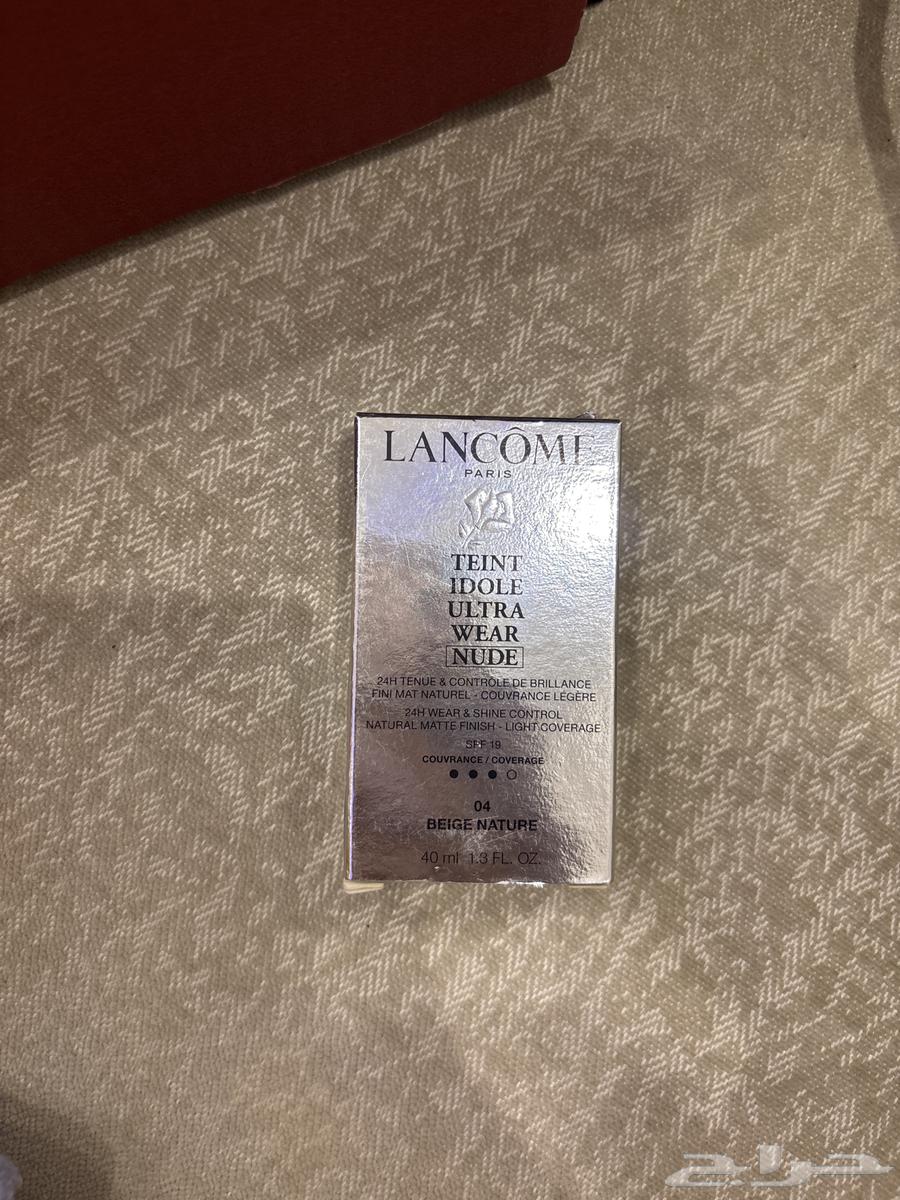 LANCÔME
PARIS
TEINT
IDOLE
ULTRA
WEAR
NUDE
24H TENUE & CONTRÔLE DE BRILLANCE
FINI MAT NATUREL - COUVRANCE LÉGÈRE
24H WEAR & SHINE CONTROL
NATURAL MATTE FINISH - LIGHT COVERAGE
SPF 19
COUVRANCE / COVERAGE
04
BEIGE NATURE
40 ml 1.3 FL. OZ.
حراج